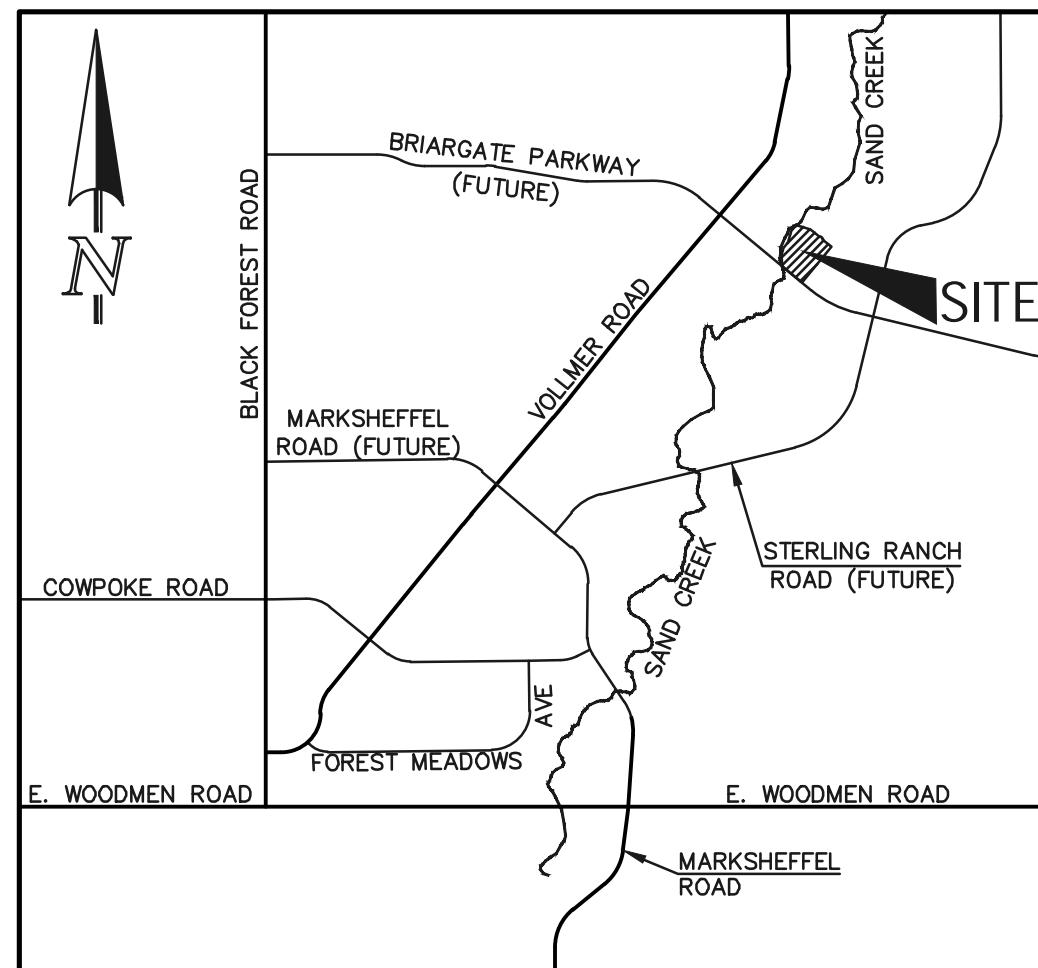 SAND CREEK
BRIARGATE PARKWAY
(FUTURE)
BLACK FOREST ROAD
N
SITE
VOLLMER ROAD
MARKSHEFFEL
ROAD (FUTURE)
STERLING RANCH
ROAD (FUTURE)
SAND CREEK
COWPOKE ROAD
AVE
FOREST MEADOWS
E. WOODMEN ROAD
E. WOODMEN ROAD
MARKSHEFFEL
ROAD